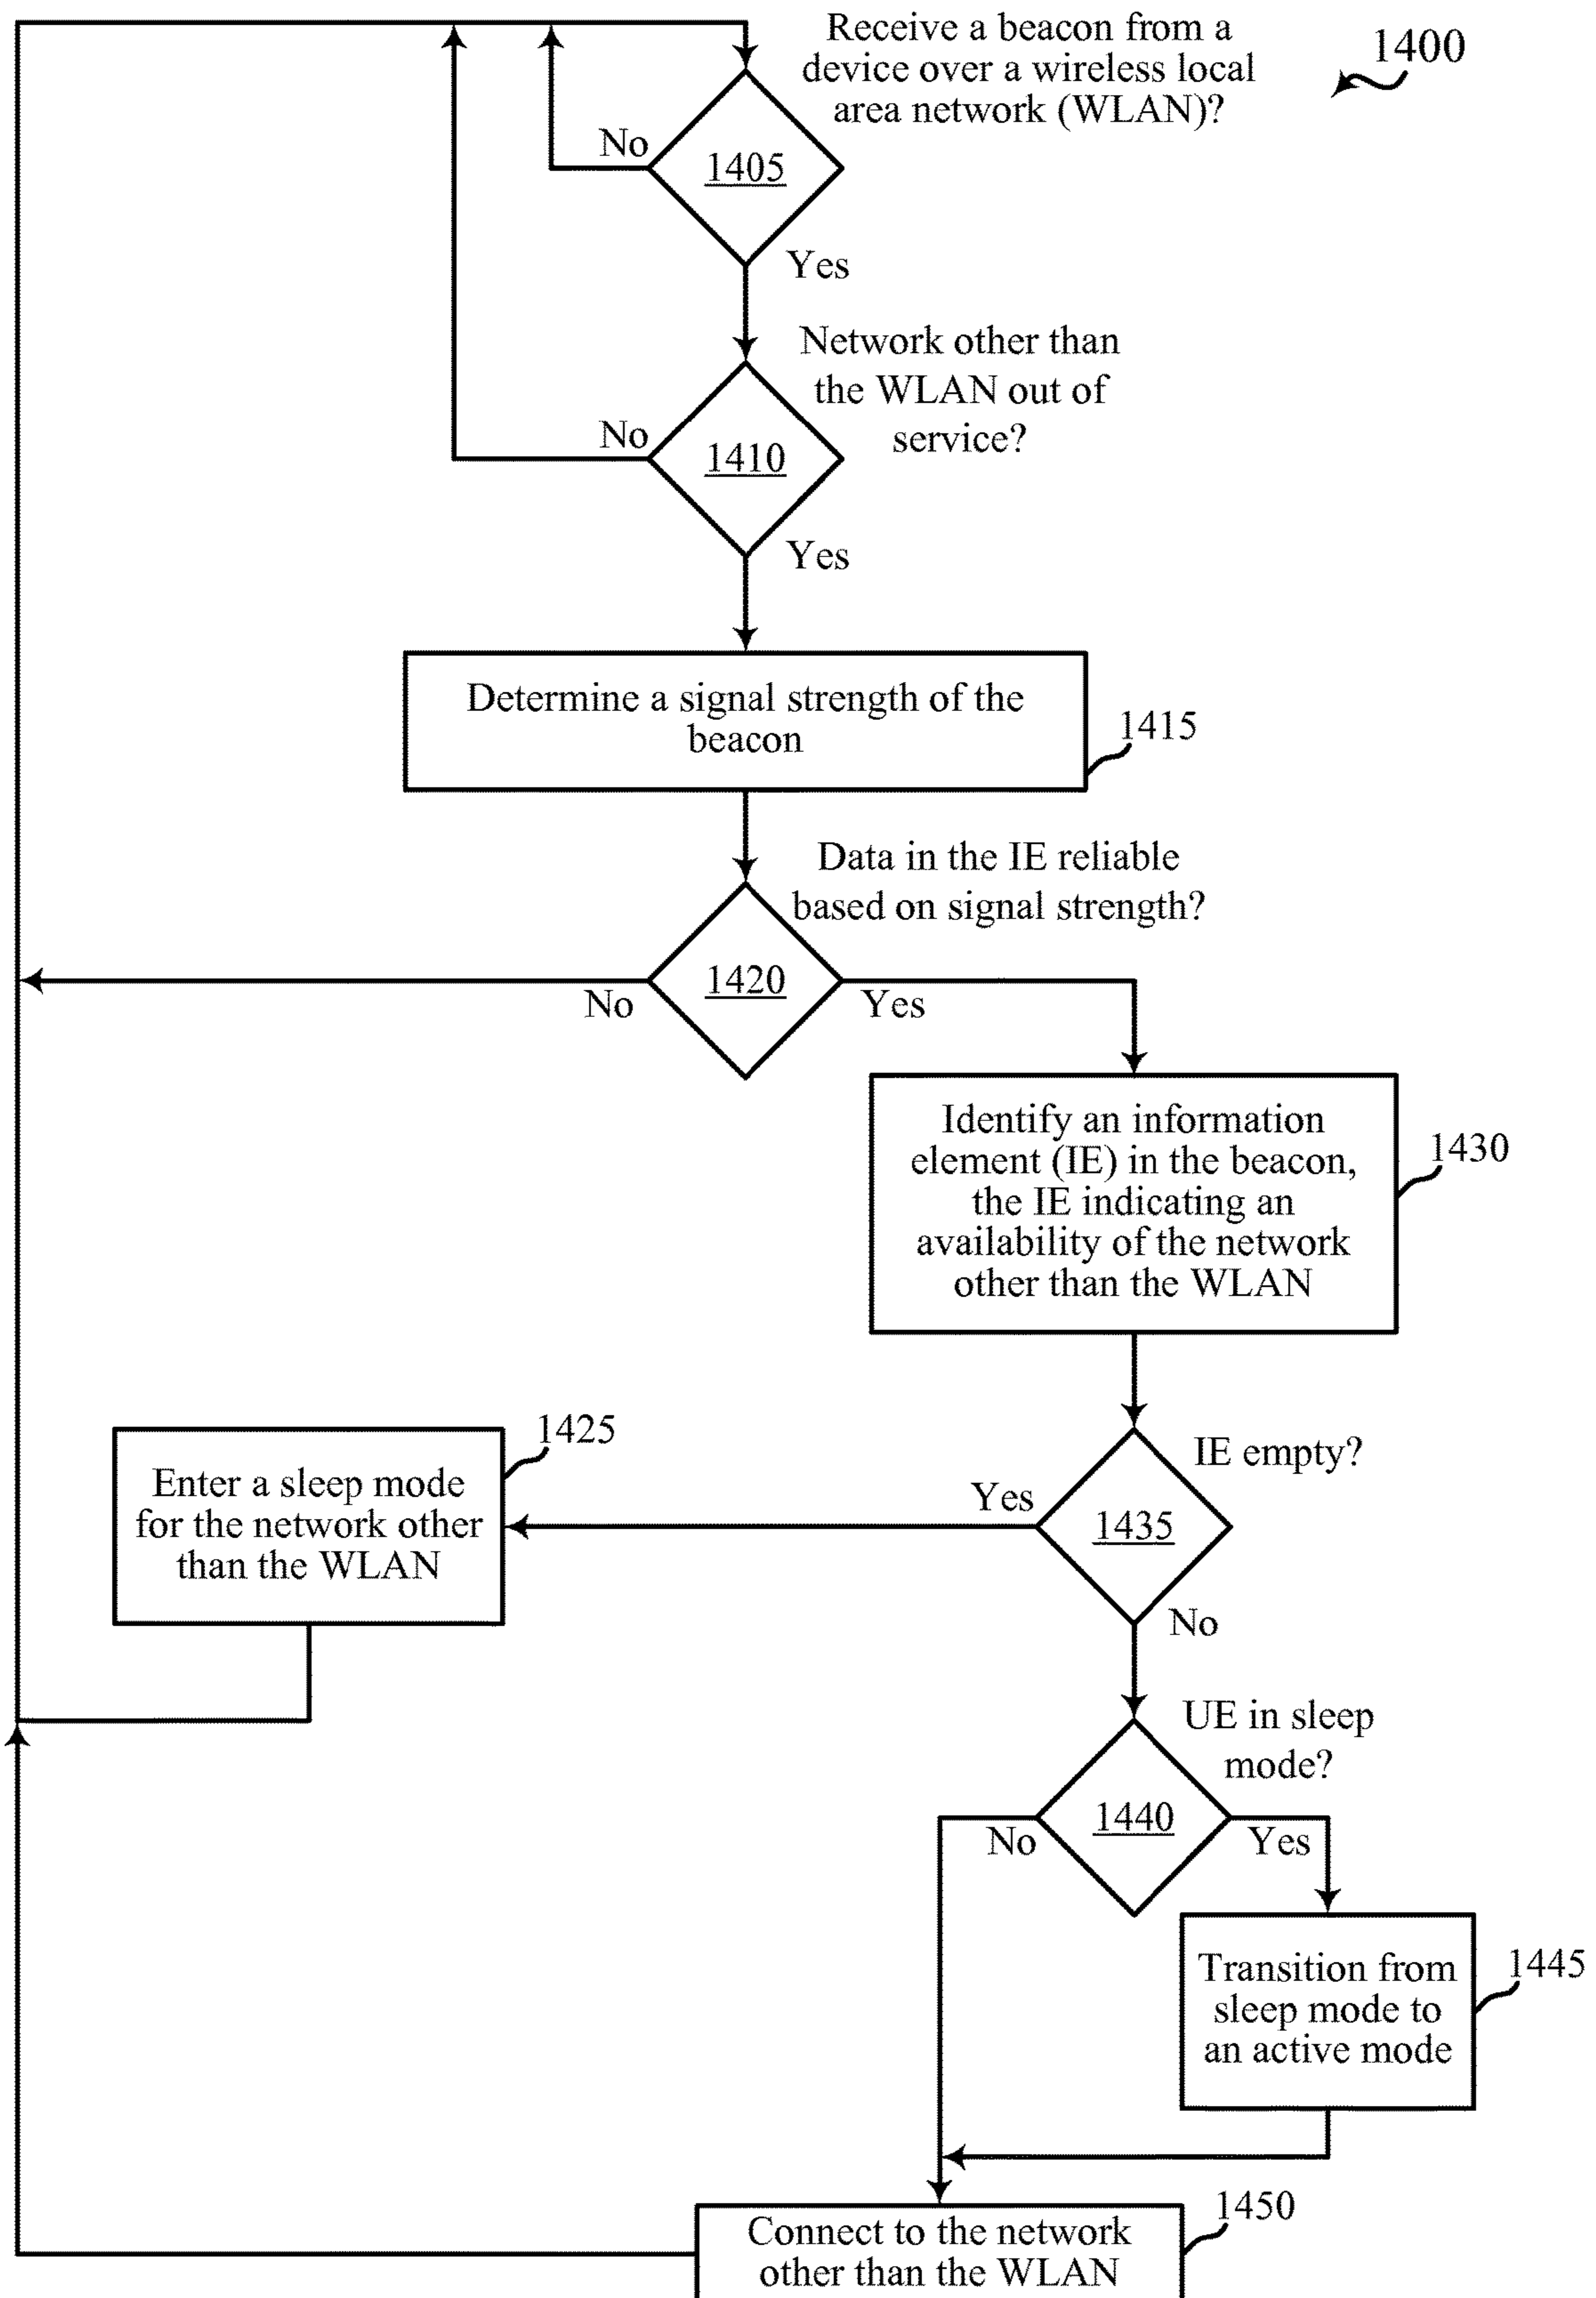 Receive a beacon from a
device over a wireless local
area network (WLAN)?
1400
No
1405
Yes
Network other than
the WLAN out of
service?
No
1410
Yes
Determine a signal strength of the
beacon
1415
Data in the IE reliable
based on signal strength?
1420
No
Yes
Identify an information
element (IE) in the beacon,
the IE indicating an
availability of the network
other than the WLAN
1430
1425
Enter a sleep mode
for the network other
than the WLAN
IE empty?
Yes
1435
No
UE in sleep
mode?
1440
No
Yes
Transition from
sleep mode to
an active mode
1445
1450
Connect to the network
other than the WLAN